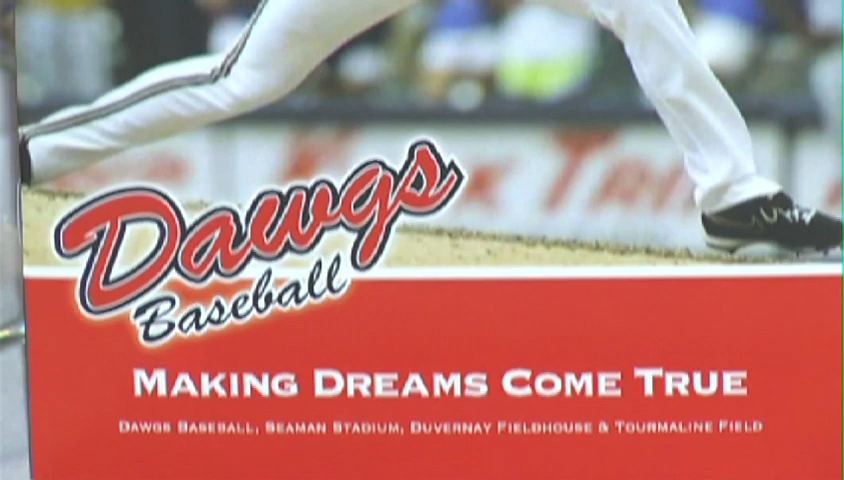 Dawgs
Baseball
MAKING DREAMS COME TRUE
DAWGS BASEBALL, SEAMAN STADIUM, DUVERNAY FIELDHOUSE & TOURMALINE FIELD